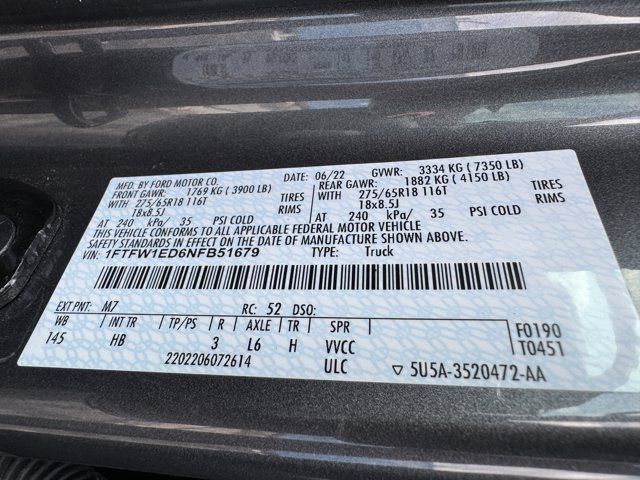 MFD. BY FORD MOTOR CO. DATE: 06/22 GVWR: 3334 KG ( 7350 LB)
FRONT GAWR: 1769 KG ( 3900 LB) REAR GAWR: 1882 KG ( 4150 LB)
WITH 275/65R18 116T TIRES WITH 275/65R18 116T TIRES
18x8.5J RIMS 18x8.5J RIMS
AT 240 kPa/ 35 PSI COLD AT 240 kPa/ 35 PSI COLD
THIS VEHICLE CONFORMS TO ALL APPLICABLE FEDERAL MOTOR VEHICLE
SAFETY STANDARDS IN EFFECT ON THE DATE OF MANUFACTURE SHOWN ABOVE.
VIN: 1FTFW1ED6NFB51679 TYPE: Truck
EXT PNT: M7 RC: 52 DSO:
WB INT TR TP/PS R AXLE TR SPR F0190
145 HB 3 L6 H VVCC T0451
2202206072614 ULC ▽ 5U5A-3520472-AA